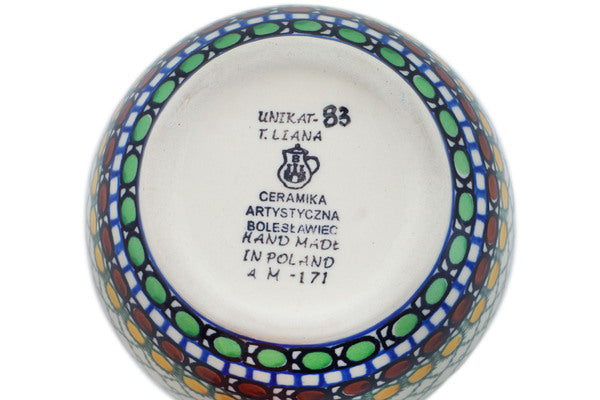 UNIKAT-83
T. LIANA
B
CERAMIKA
ARTYSTYCZNA
BOLESŁAWIEC
HAND MADE
IN POLAND
A M -171